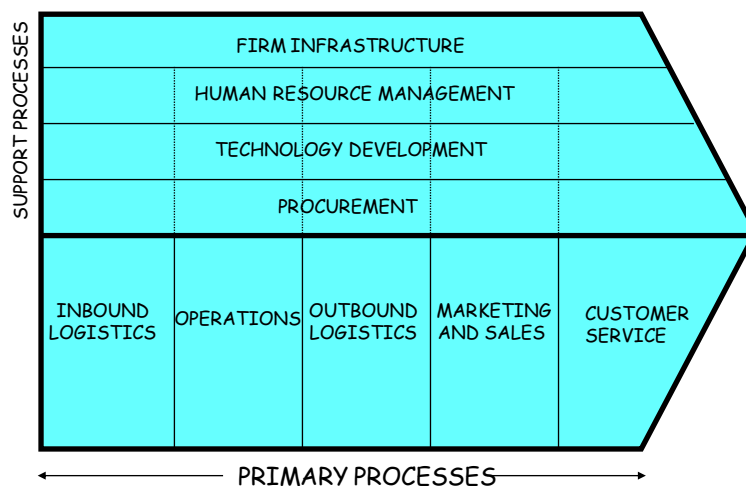 SUPPORT PROCESSES
FIRM INFRASTRUCTURE
HUMAN RESOURCE MANAGEMENT
TECHNOLOGY DEVELOPMENT
PROCUREMENT
INBOUND
LOGISTICS
OPERATIONS
OUTBOUND
LOGISTICS
MARKETING
AND SALES
CUSTOMER
SERVICE
PRIMARY PROCESSES